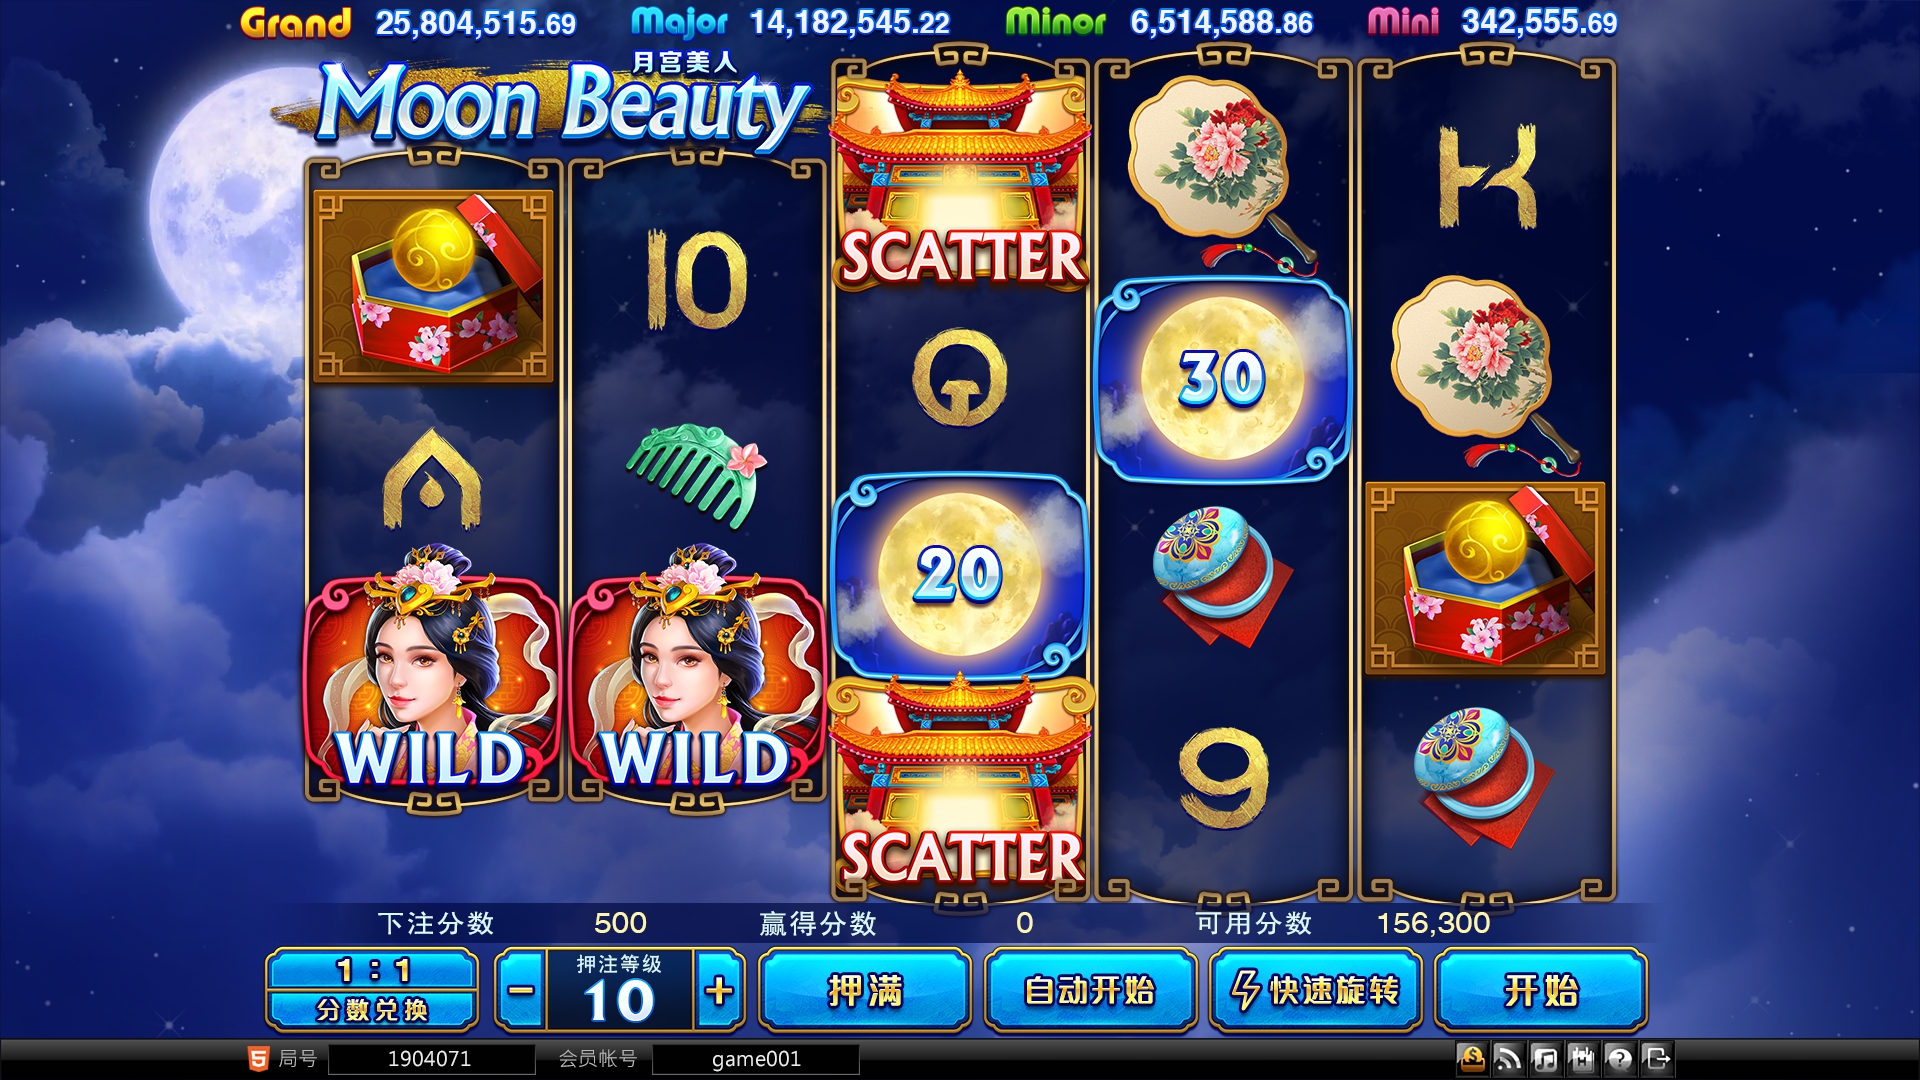 Grand 25,804,515.69 Major 14,182,545.22 Minor 6,514,588.86 Mini 342,555.69
月宫美人
Moon Beauty
SCATTER
K
10
Q
30
A
20
WILD WILD
9
SCATTER
下注分数 500 赢得分数 0 可用分数 156,300
1:1
分数兑换
− 押注等级 +
10
押满 自动开始 快速旋转 开始
5 局号 1904071 会员帐号 game001